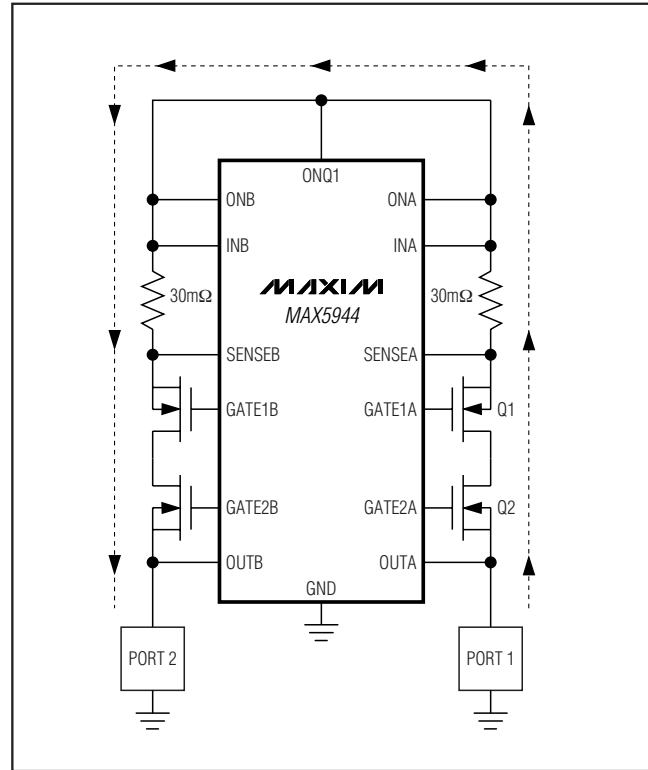 ONQ1
ONB ONA
INB INA
30mΩ MAXIM 30mΩ
MAX5944
SENSEB SENSEA
GATE1B GATE1A Q1
GATE2B GATE2A Q2
OUTB OUTA
GND
PORT 2 PORT 1